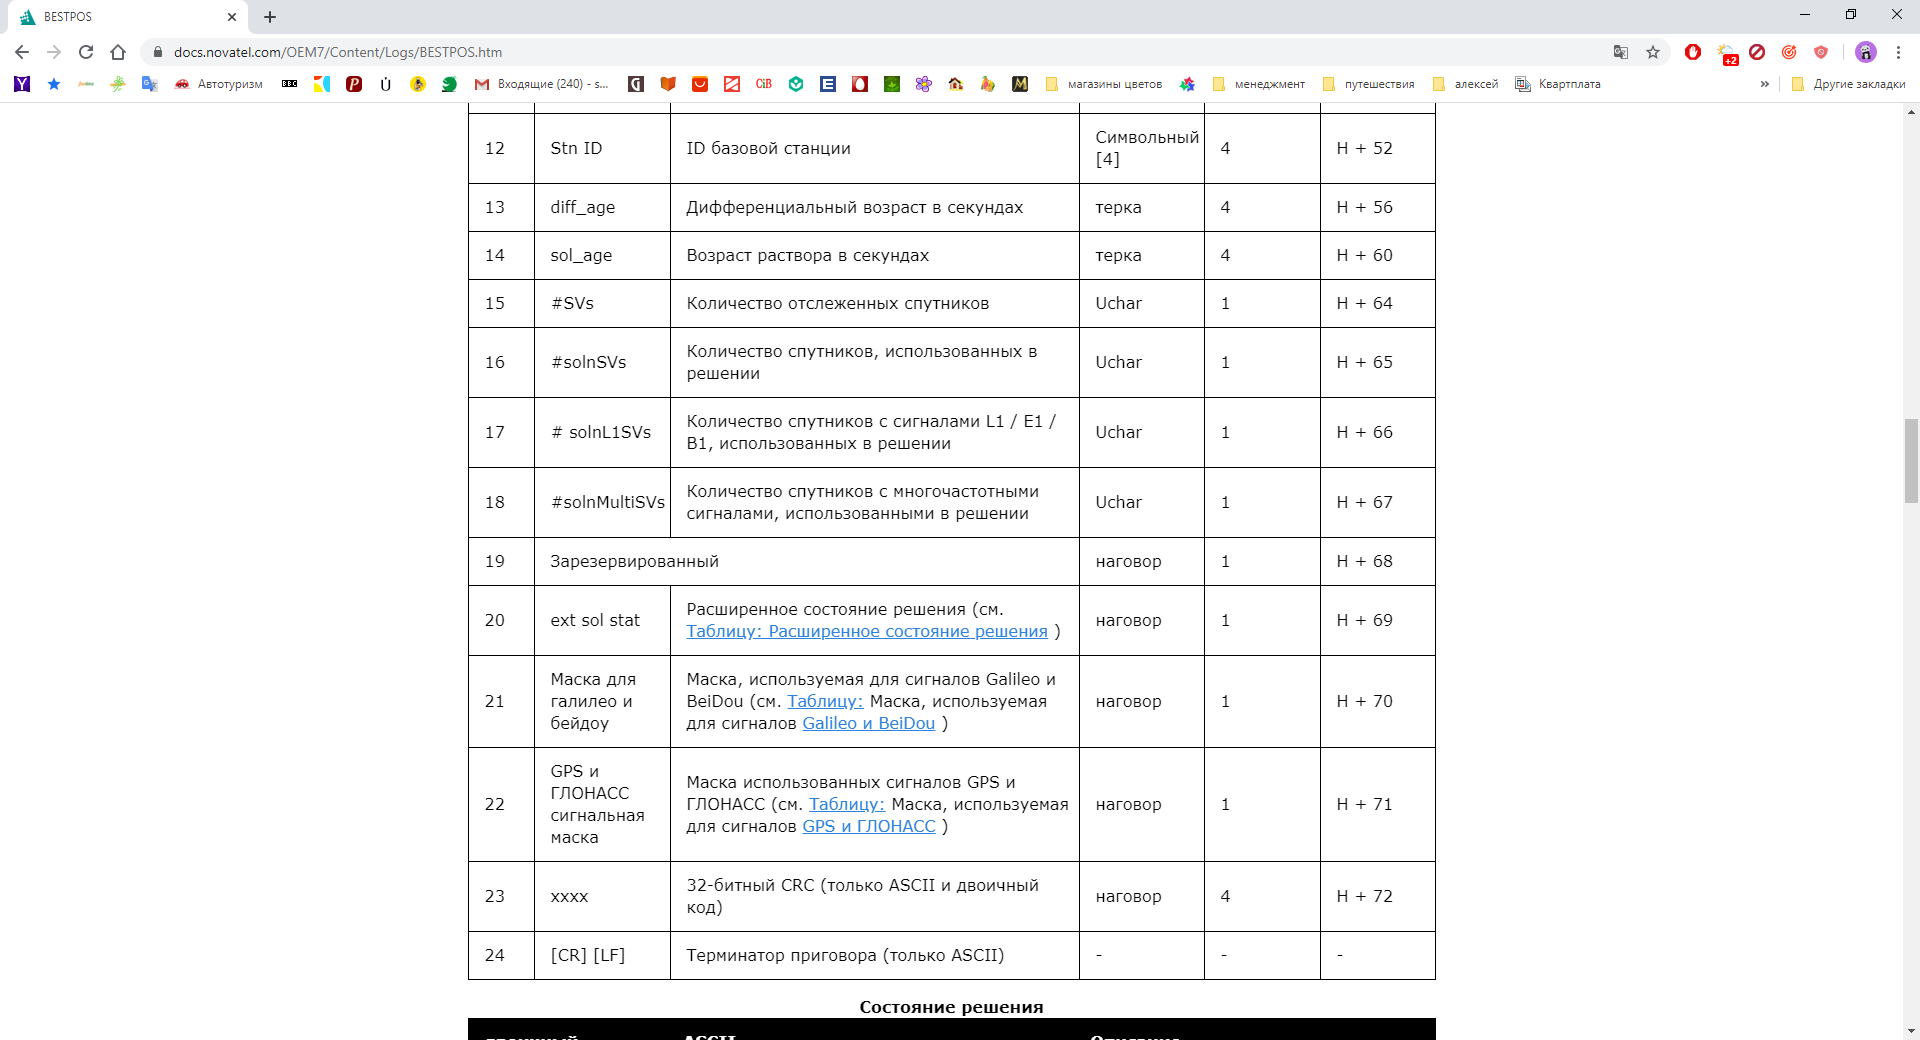 BESTPOS
docs.novatel.com/OEM7/Content/Logs/BESTPOS.htm
+2
Автотуризм
BBC
Входящие (240) - s...
CiB
магазины цветов
менеджмент
путешествия
алексей
Квартплата
»
Другие закладки
12
Stn ID
ID базовой станции
Символьный
[4]
4
H + 52
13
diff_age
Дифференциальный возраст в секундах
терка
4
H + 56
14
sol_age
Возраст раствора в секундах
терка
4
H + 60
15
#SVs
Количество отслеженных спутников
Uchar
1
H + 64
16
#solnSVs
Количество спутников, использованных в
решении
Uchar
1
H + 65
17
# solnL1SVs
Количество спутников с сигналами L1 / E1 /
B1, использованных в решении
Uchar
1
H + 66
18
#solnMultiSVs
Количество спутников с многочастотными
сигналами, использованными в решении
Uchar
1
H + 67
19
Зарезервированный
наговор
1
H + 68
20
ext sol stat
Расширенное состояние решения (см.
Таблицу: Расширенное состояние решения )
наговор
1
H + 69
21
Маска для
галилео и
бейдоу
Маска, используемая для сигналов Galileo и
BeiDou (см. Таблицу: Маска, используемая
для сигналов Galileo и BeiDou )
наговор
1
H + 70
22
GPS и
ГЛОНАСС
сигнальная
маска
Маска использованных сигналов GPS и
ГЛОНАСС (см. Таблицу: Маска, используемая
для сигналов GPS и ГЛОНАСС )
наговор
1
H + 71
23
xxxx
32-битный CRC (только ASCII и двоичный
код)
наговор
4
H + 72
24
[CR] [LF]
Терминатор приговора (только ASCII)
-
-
-
Состояние решения
ASCII
Описание